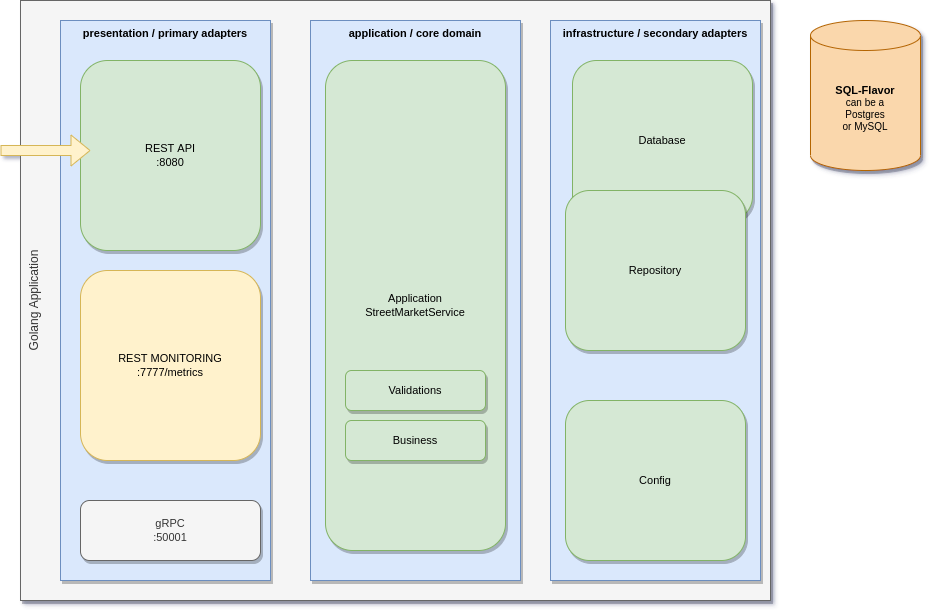 Golang Application
presentation / primary adapters
REST API
:8080
REST MONITORING
:7777/metrics
gRPC
:50001
application / core domain
Application
StreetMarketService
Validations
Business
infrastructure / secondary adapters
Database
Repository
Config
SQL-Flavor
can be a
Postgres
or MySQL